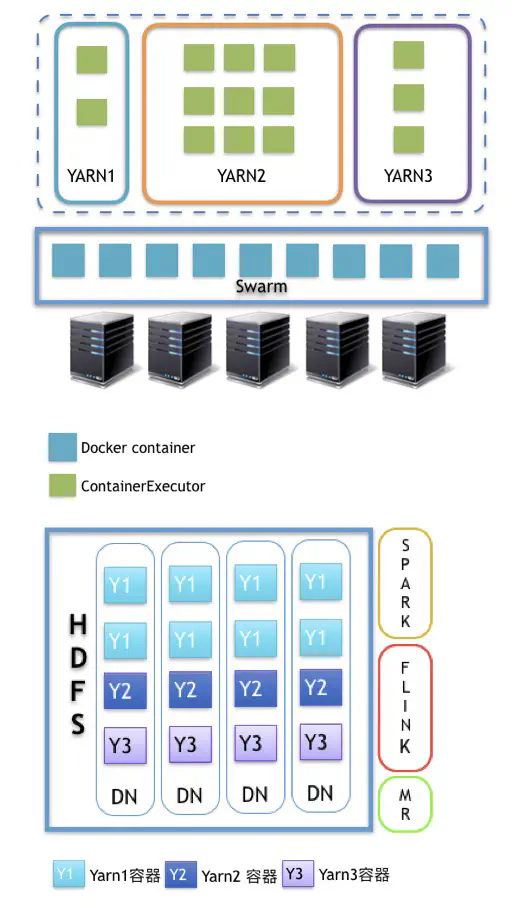 YARN1 YARN2 YARN3
Swarm
Docker container
ContainerExecutor
HDFS
Y1 Y1 Y1 Y1
Y1 Y1 Y1 Y1
Y2 Y2 Y2 Y2
Y3 Y3 Y3 Y3
DN DN DN DN
SPARK
FLINK
MR
Y1 Yarn1容器 Y2 Yarn2 容器 Y3 Yarn3容器